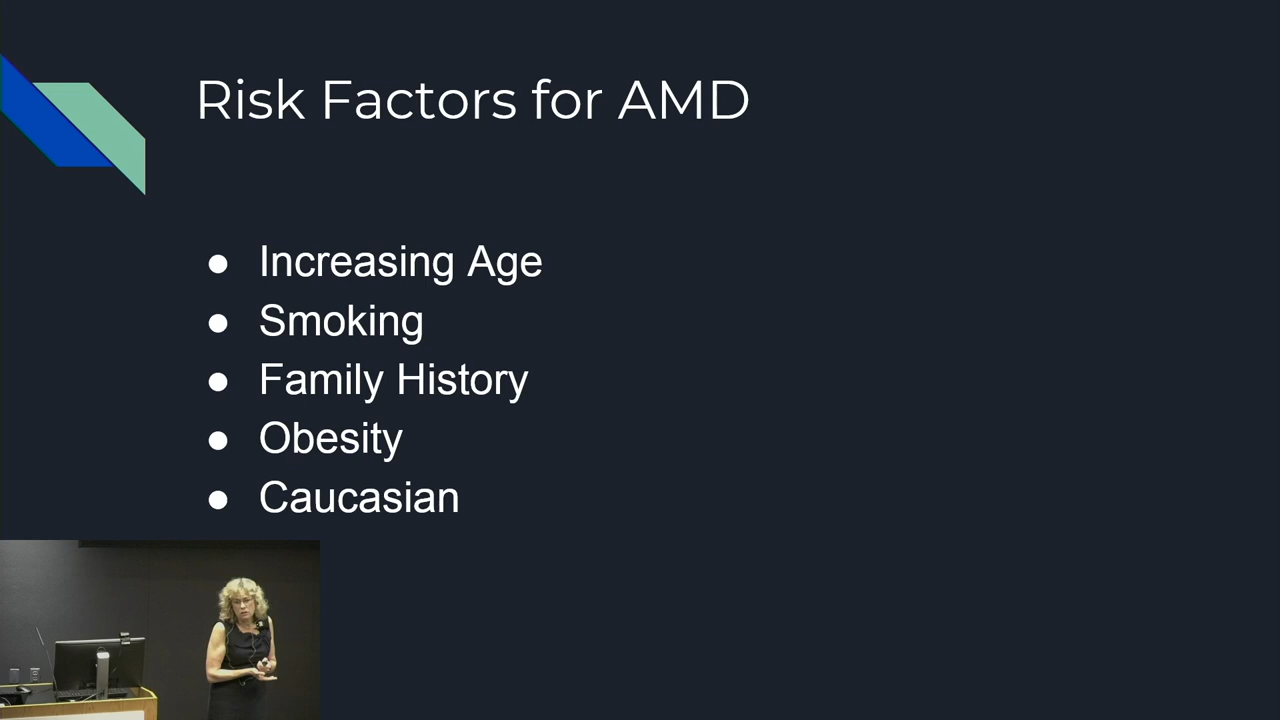 Risk Factors for AMD
● Increasing Age
● Smoking
● Family History
● Obesity
● Caucasian